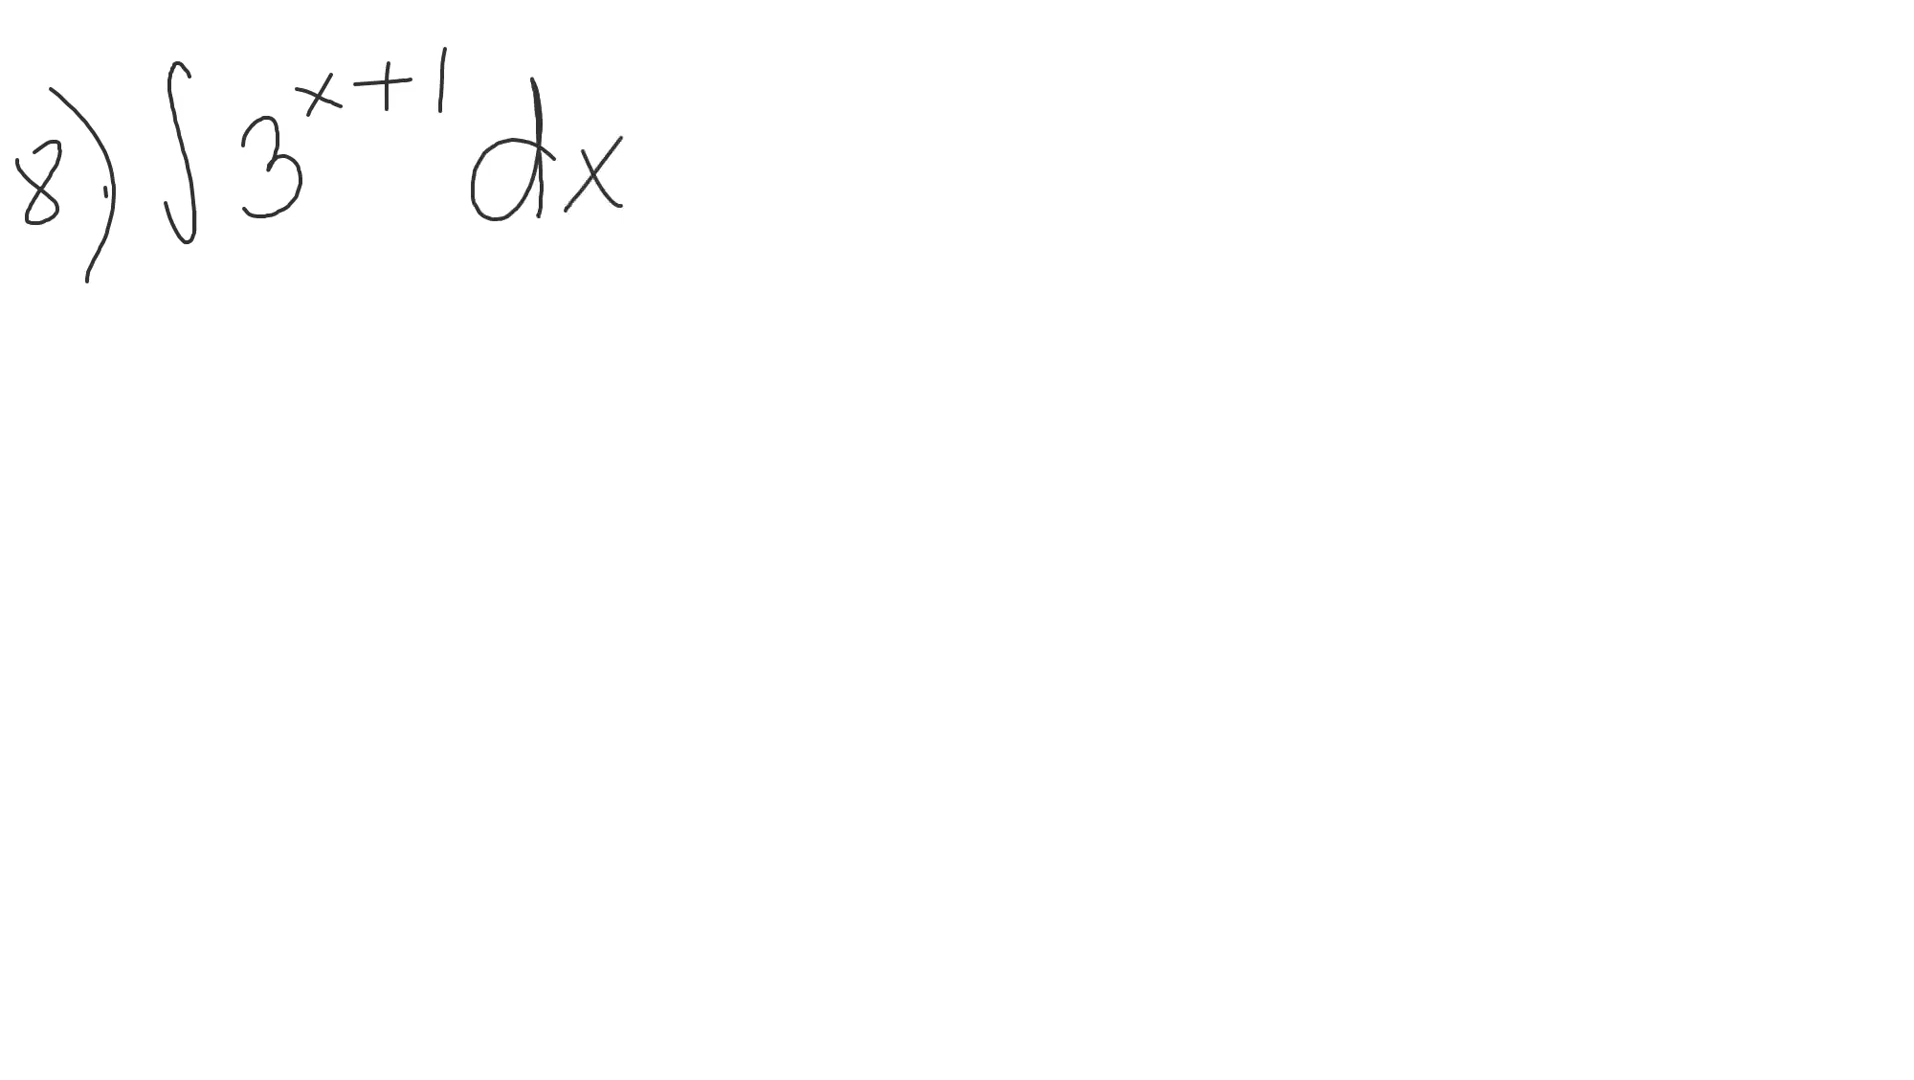 8) ∫ 3^{x+1} dx